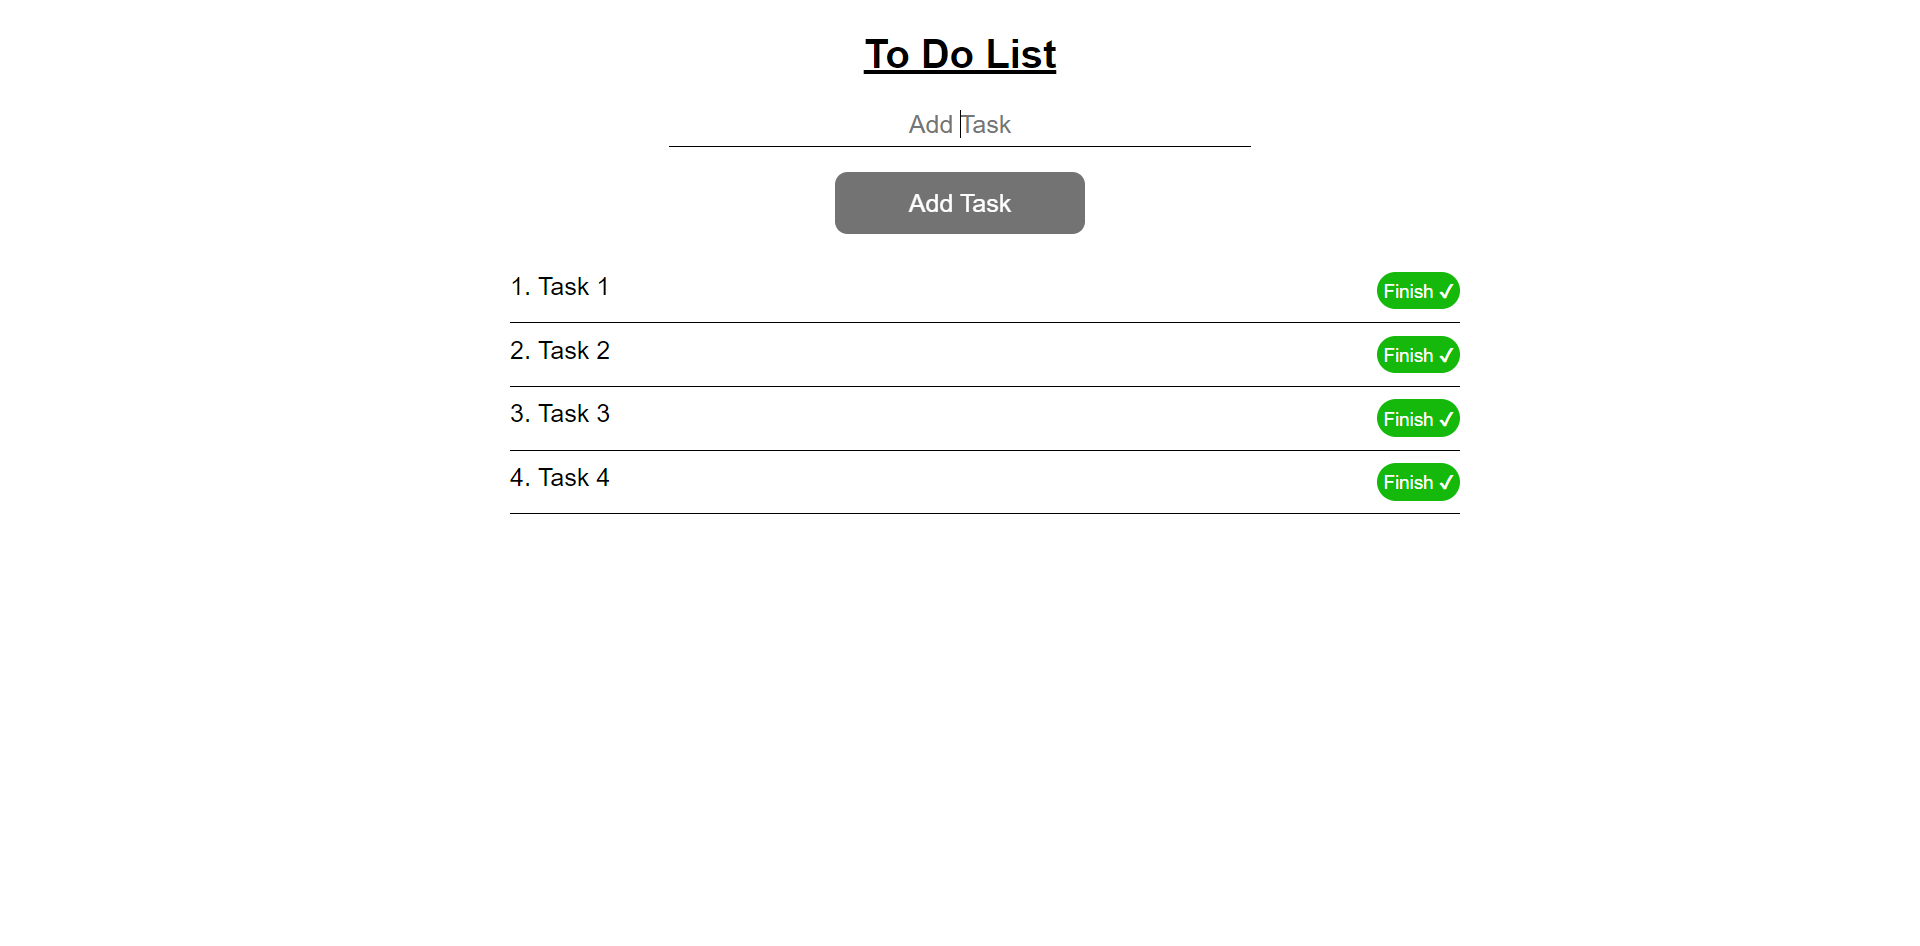 To Do List
Add Task
Add Task
1. Task 1 Finish ✓
2. Task 2 Finish ✓
3. Task 3 Finish ✓
4. Task 4 Finish ✓